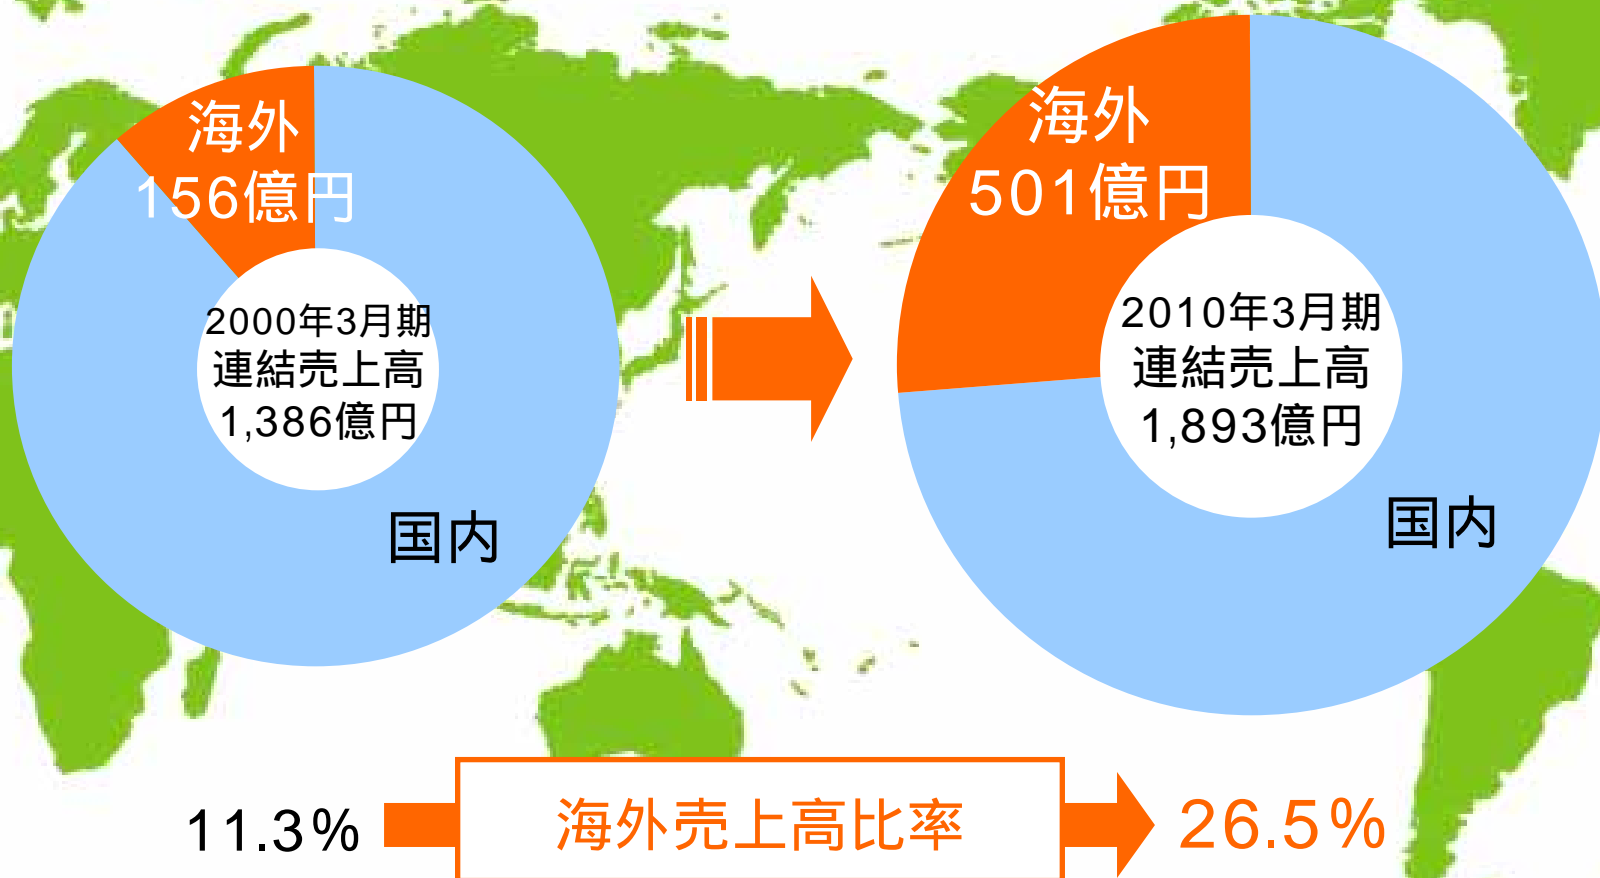 海外
156億円
2000年3月期
連結売上高
1,386億円
国内
海外
501億円
2010年3月期
連結売上高
1,893億円
国内
11.3%
海外売上高比率
26.5%